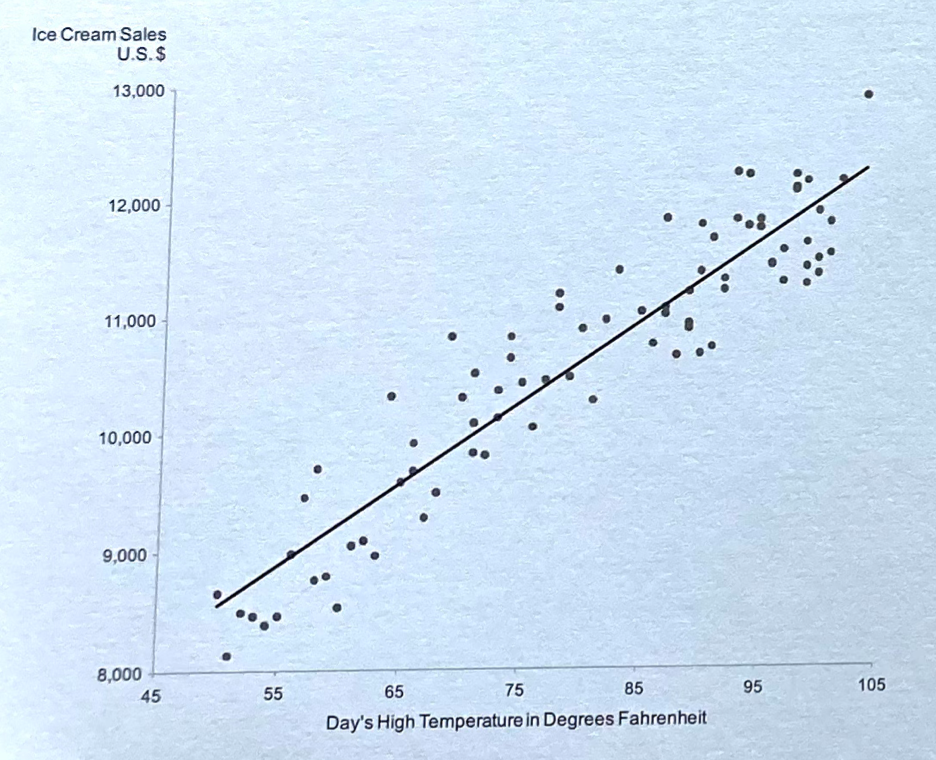 Ice Cream Sales
U.S. $
13,000
12,000
11,000
10,000
9,000
8,000
45 55 65 75 85 95 105
Day's High Temperature in Degrees Fahrenheit